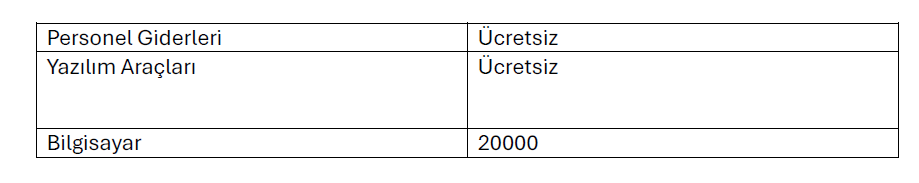 Personel Giderleri Ücretsiz
Yazılım Araçları Ücretsiz
Bilgisayar 20000